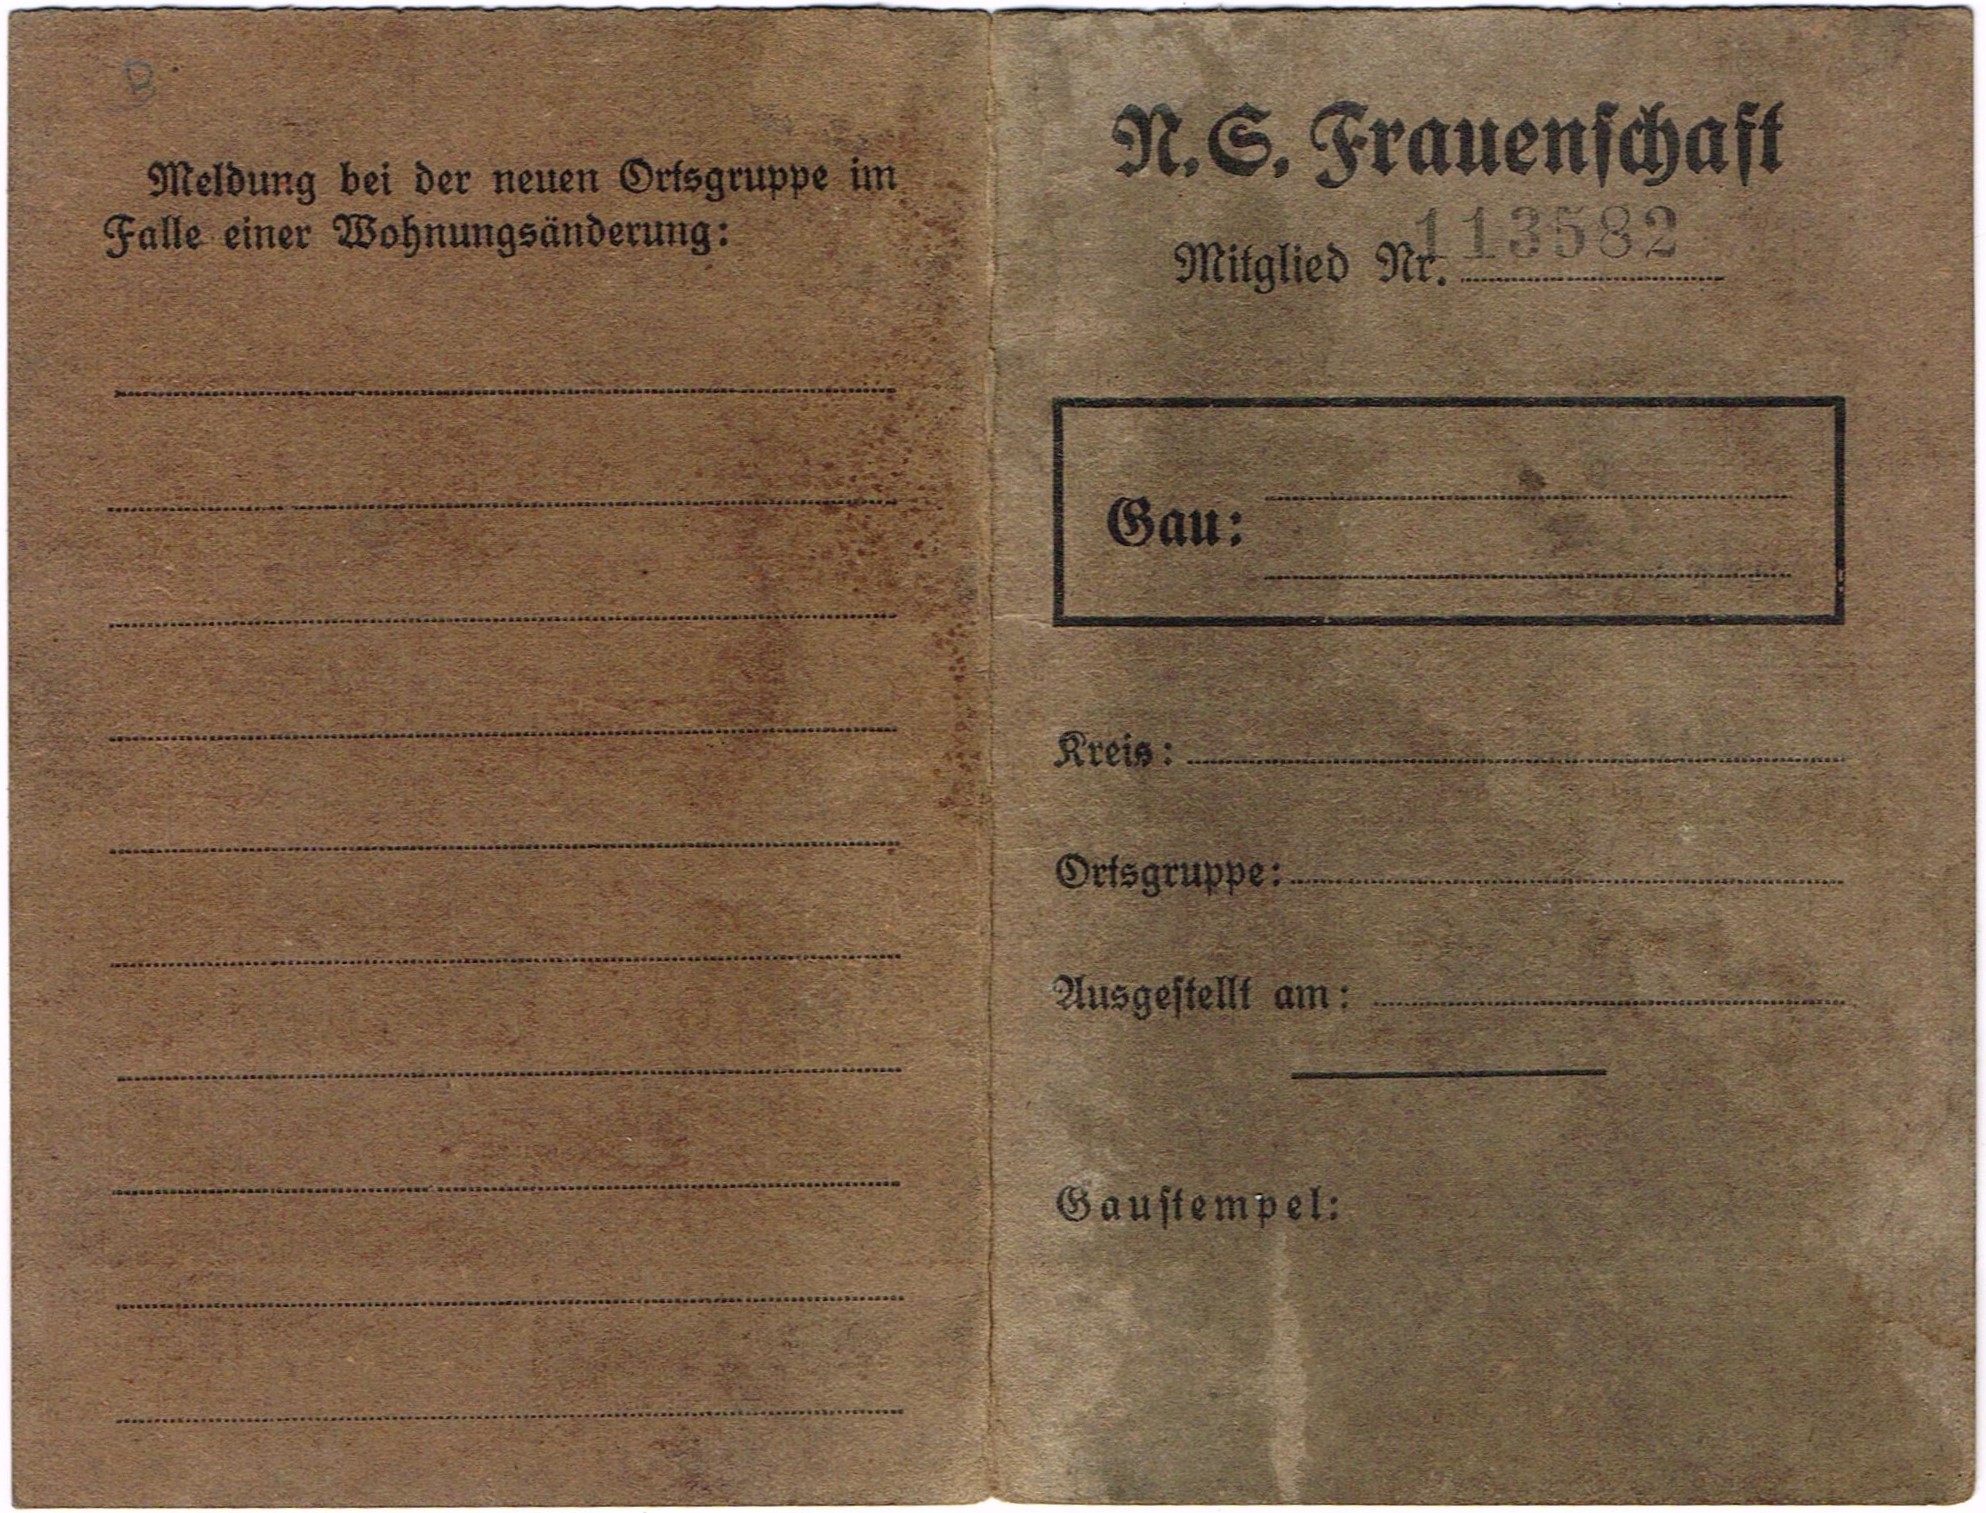 D
Meldung bei der neuen Ortsgruppe im
Falle einer Wohnungsänderung:
N.S. Frauenschaft
113582
Mitglied Nr.
Gau:
Kreis:
Ortsgruppe:
Ausgestellt am:
Gaustempel: